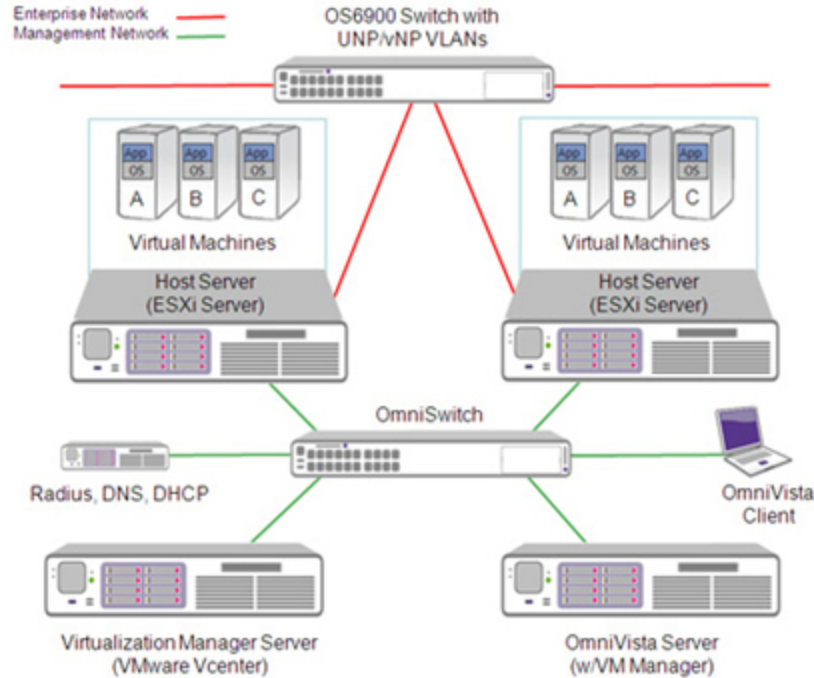 Enterprise Network
Management Network
OS6900 Switch with
UNP/vNP VLANs
App
OS
A
App
OS
B
App
OS
C
Virtual Machines
App
OS
A
App
OS
B
App
OS
C
Virtual Machines
Host Server
(ESXi Server)
Host Server
(ESXi Server)
OmniSwitch
Radius, DNS, DHCP
OmniVista
Client
Virtualization Manager Server
(VMware Vcenter)
OmniVista Server
(w/VM Manager)